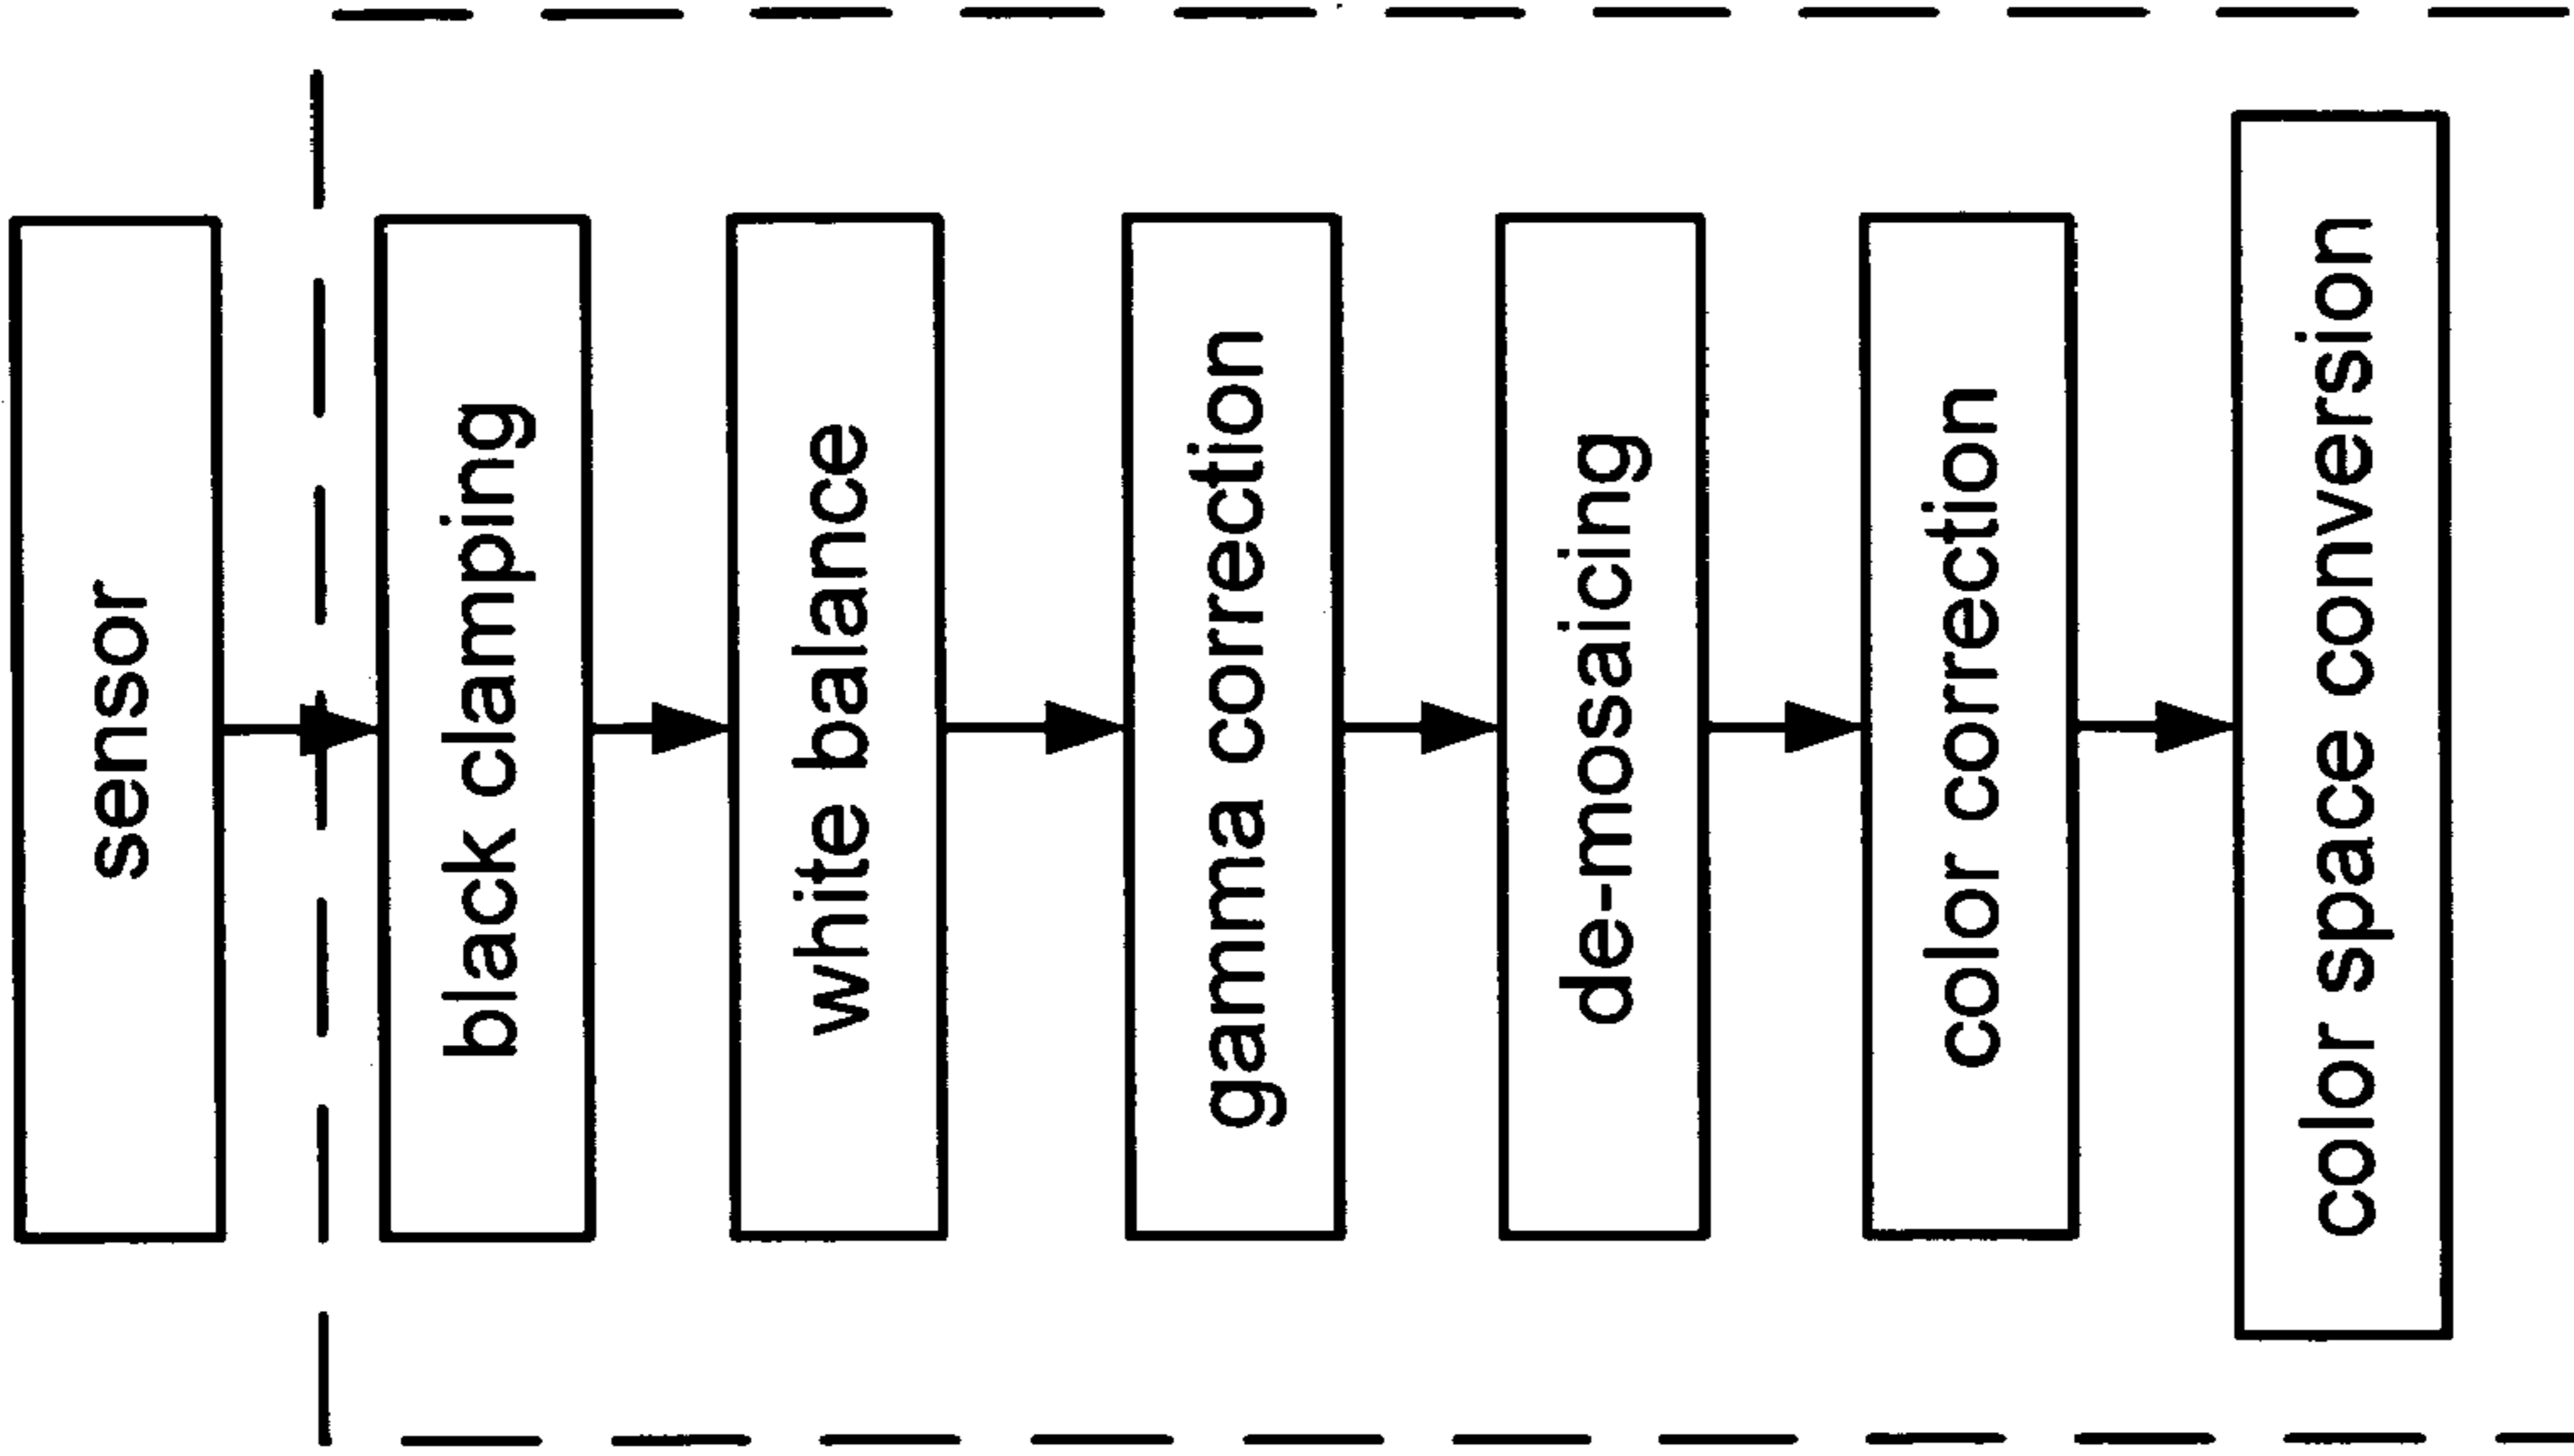 sensor
black clamping
white balance
gamma correction
de-mosaicing
color correction
color space conversion